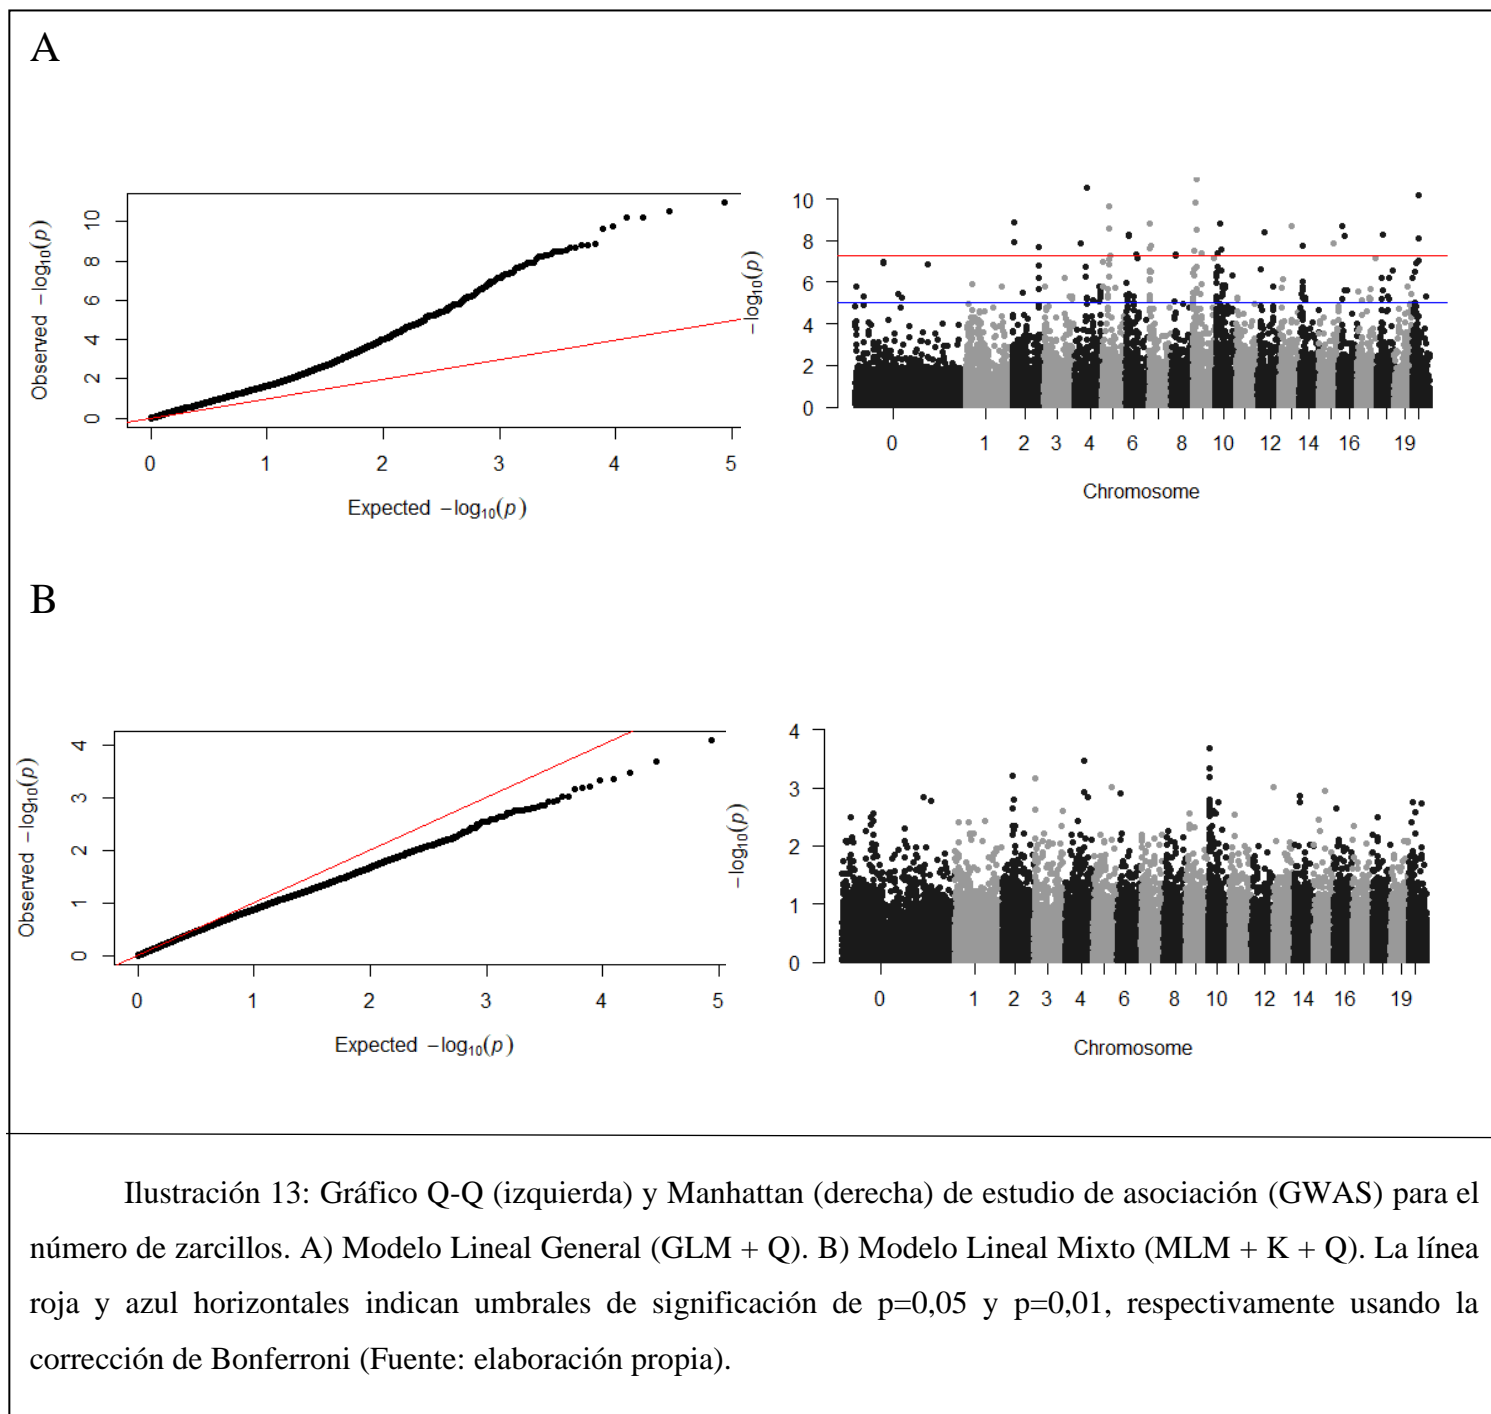 A
Observed −log10(p)
10
8
6
4
2
0
0 1 2 3 4 5
Expected −log10(p)
−log10(p)
10
8
6
4
2
0
0 1 2 3 4 6 8 10 12 14 16 19
Chromosome
B
Observed −log10(p)
4
3
2
1
0
0 1 2 3 4 5
Expected −log10(p)
−log10(p)
4
3
2
1
0
0 1 2 3 4 6 8 10 12 14 16 19
Chromosome
Ilustración 13: Gráfico Q-Q (izquierda) y Manhattan (derecha) de estudio de asociación (GWAS) para el
número de zarcillos. A) Modelo Lineal General (GLM + Q). B) Modelo Lineal Mixto (MLM + K + Q). La línea
roja y azul horizontales indican umbrales de significación de p=0,05 y p=0,01, respectivamente usando la
corrección de Bonferroni (Fuente: elaboración propia).